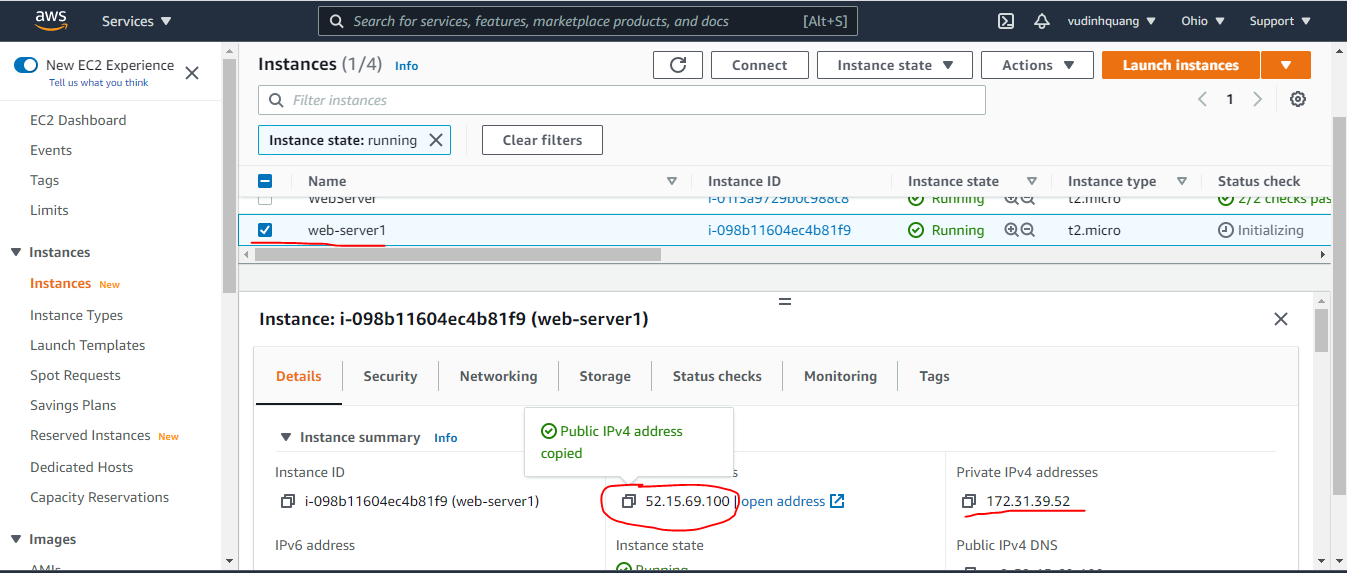 aws Services Search for services, features, marketplace products, and docs [Alt+S] vudinhquang Ohio Support
New EC2 Experience
Tell us what you think
EC2 Dashboard
Events
Tags
Limits
Instances
Instances New
Instance Types
Launch Templates
Spot Requests
Savings Plans
Reserved Instances New
Dedicated Hosts
Capacity Reservations
Images
AMIs
Instances (1/4) Info Connect Instance state Actions Launch instances
Filter instances 1
Instance state: running Clear filters
Name Instance ID Instance state Instance type Status check
WebServer i-01f3a9729b0c988c8 Running t2.micro 2/2 checks pas
web-server1 i-098b11604ec4b81f9 Running t2.micro Initializing
Instance: i-098b11604ec4b81f9 (web-server1)
Details Security Networking Storage Status checks Monitoring Tags
Public IPv4 address
copied
Instance summary Info
Instance ID s Private IPv4 addresses
i-098b11604ec4b81f9 (web-server1) 52.15.69.100 | open address 172.31.39.52
IPv6 address Instance state Public IPv4 DNS
Running